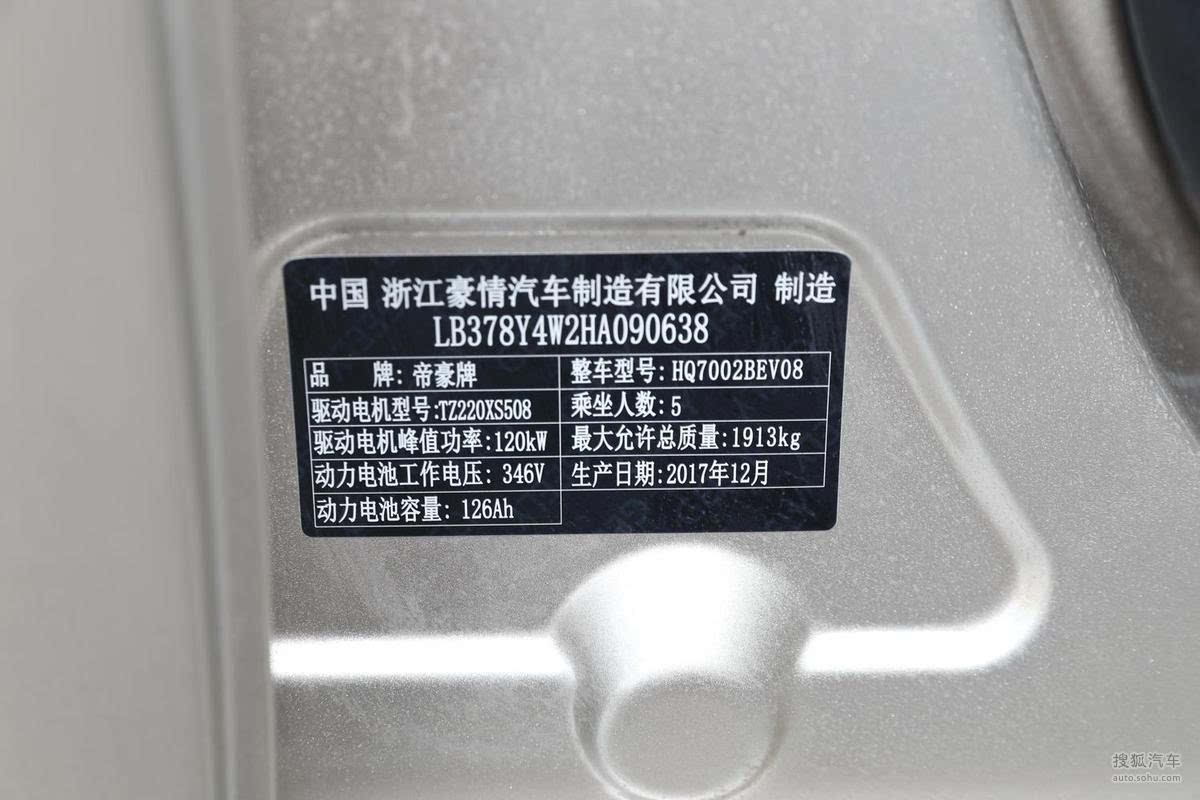 中国 浙江豪情汽车制造有限公司 制造
LB378Y4W2HA090638
品 牌: 帝豪牌 整车型号: HQ7002BEV08
驱动电机型号:TZ220XS508 乘坐人数: 5
驱动电机峰值功率:120kW 最大允许总质量:1913kg
动力电池工作电压: 346V 生产日期:2017年12月
动力电池容量: 126Ah
搜狐汽车
auto.sohu.com